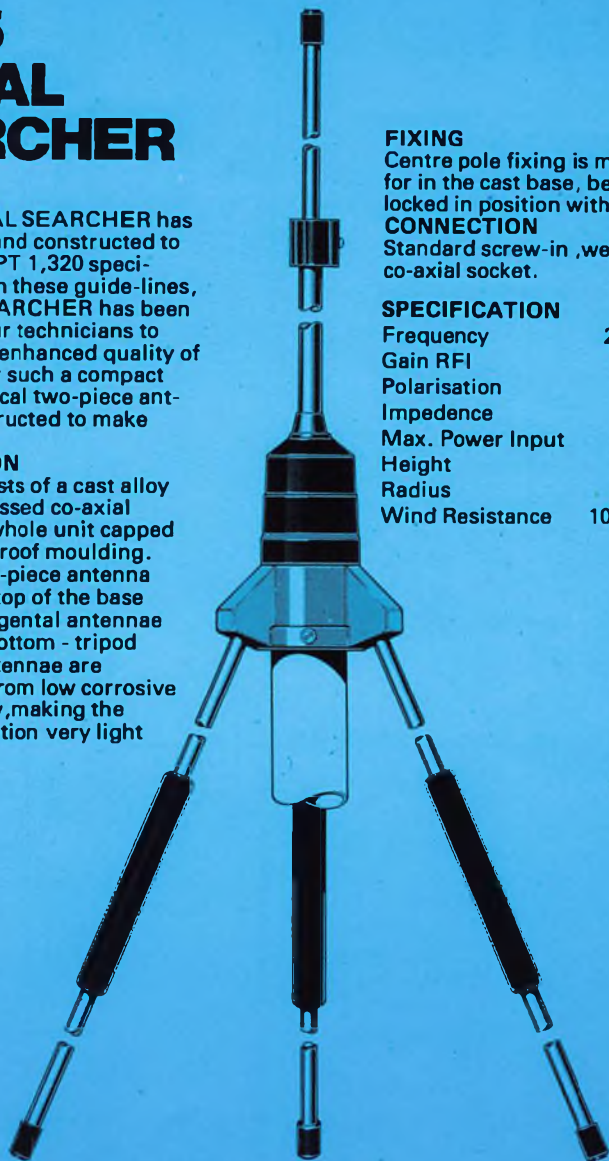 AL
RCHER
AL SEARCHER has
and constructed to
PT 1,320 speci-
n these guide-lines,
ARCHER has been
ur technicians to
enhanced quality of
such a compact
cal two-piece ant-
ructed to make
ON
sts of a cast alloy
ssed co-axial
whole unit capped
roof moulding.
-piece antenna
top of the base
gental antennae
ottom - tripod
tennae are
rom low corrosive
y,making the
tion very light
FIXING
Centre pole fixing is m
for in the cast base, be
locked in position with
CONNECTION
Standard screw-in ,we
co-axial socket.
SPECIFICATION
Frequency 2
Gain RFI
Polarisation
Impedence
Max. Power Input
Height
Radius
Wind Resistance 10